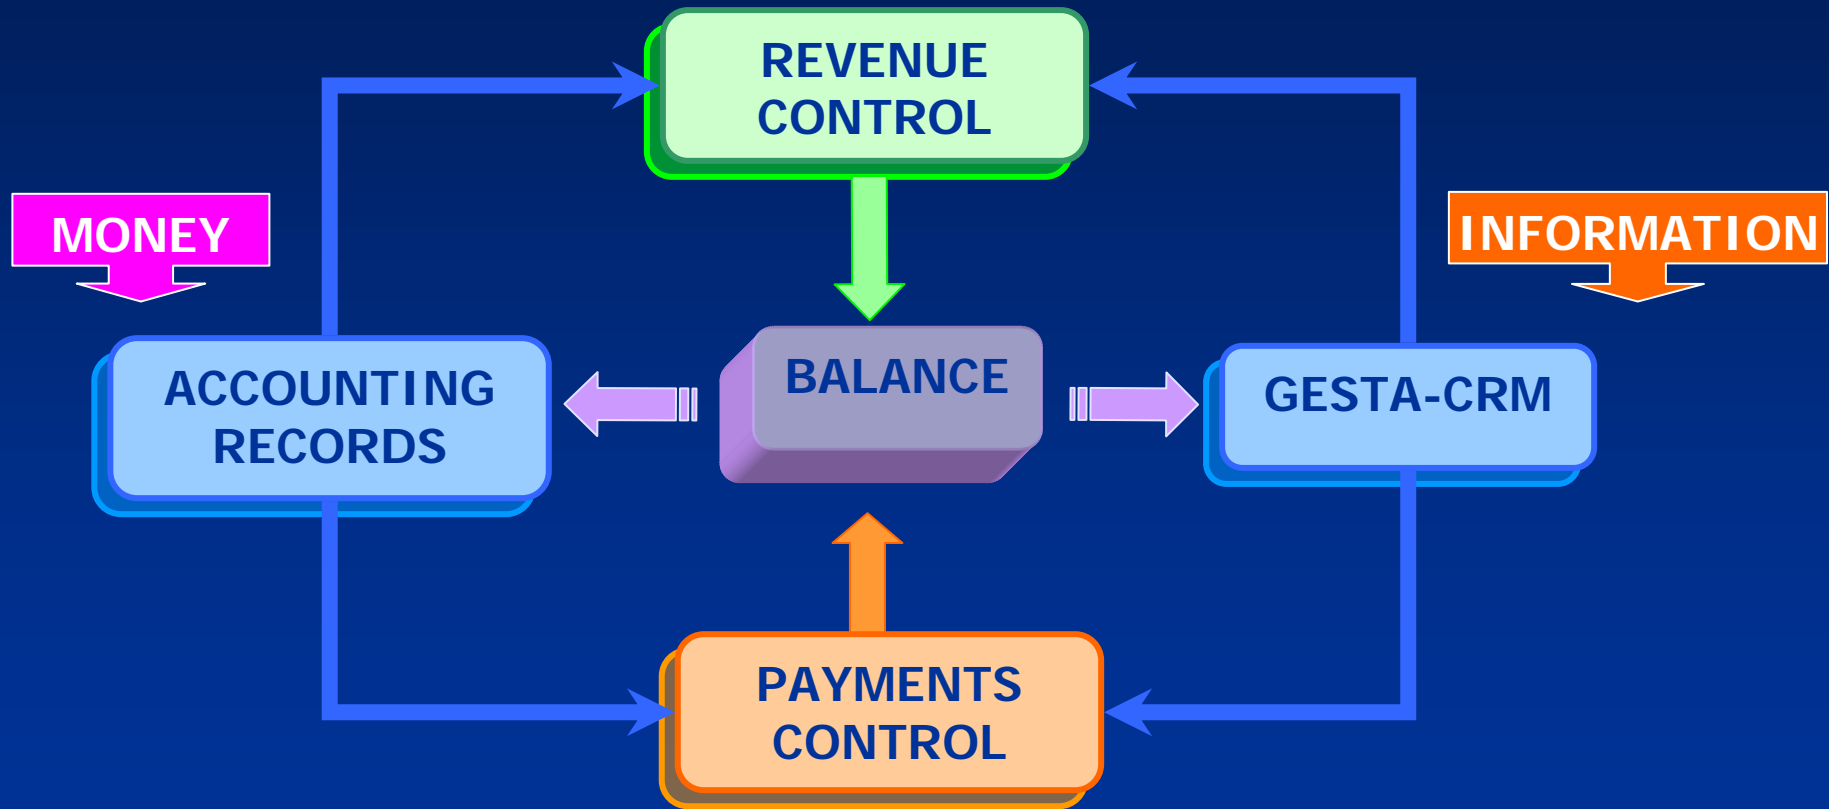 REVENUE
CONTROL
MONEY
INFORMATION
ACCOUNTING
RECORDS
BALANCE
GESTA-CRM
PAYMENTS
CONTROL